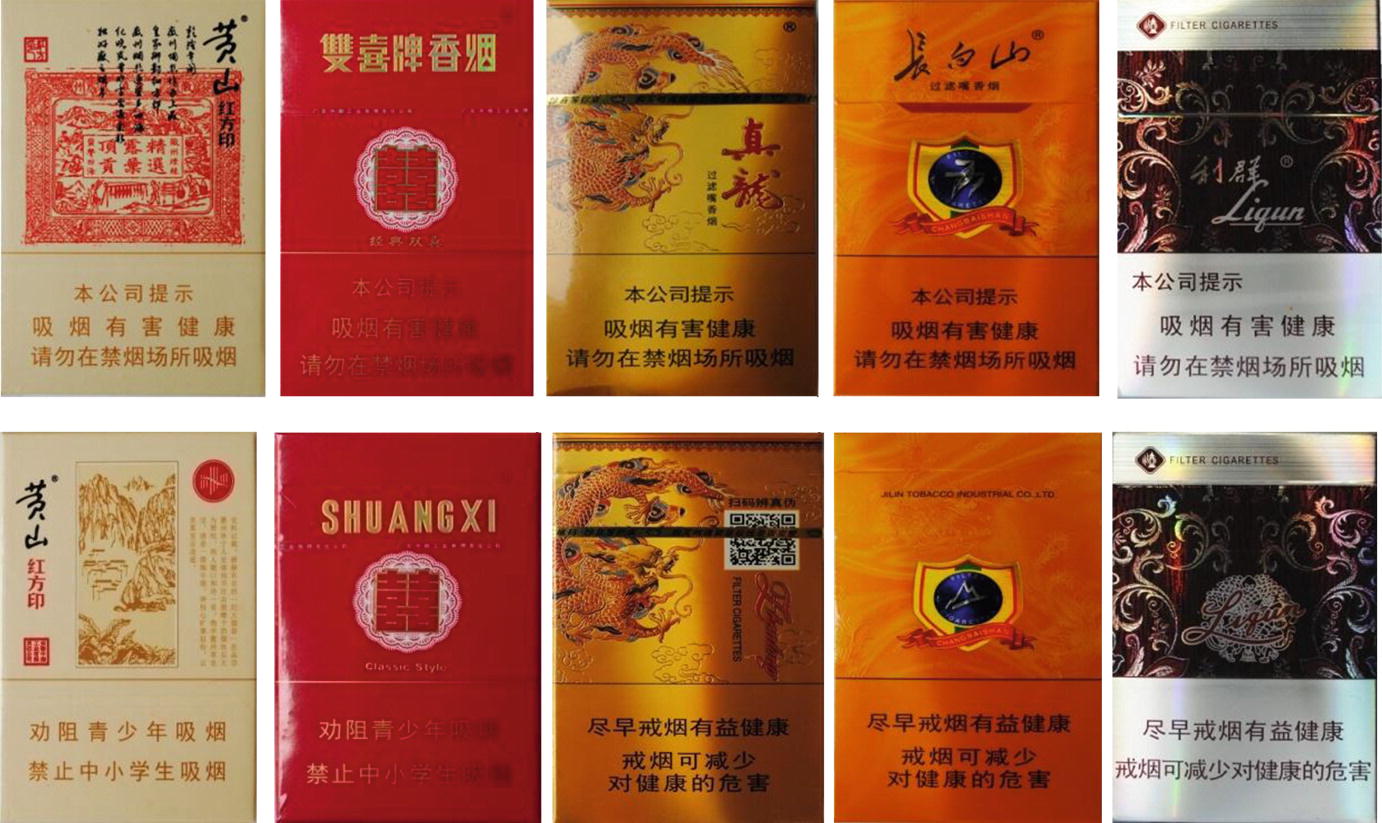 黄山®
红方印
精選
露葉
頂貢
本公司提示
吸烟有害健康
请勿在禁烟场所吸烟
雙喜牌香烟
经典双喜
本公司提示
吸烟有害健康
请勿在禁烟场所吸烟
®
真龍
过滤嘴香烟
本公司提示
吸烟有害健康
请勿在禁烟场所吸烟
長白山®
过滤嘴香烟
CHANGBAISHAN
本公司提示
吸烟有害健康
请勿在禁烟场所吸烟
FILTER CIGARETTES
利群®
Liqun
本公司提示
吸烟有害健康
请勿在禁烟场所吸烟
黄山®
红方印
劝阻青少年吸烟
禁止中小学生吸烟
SHUANGXI
Classic Style
劝阻青少年吸烟
禁止中小学生吸烟
扫码辨真伪
FILTER CIGARETTES
尽早戒烟有益健康
戒烟可减少
对健康的危害
JILIN TOBACCO INDUSTRIAL CO.,LTD
CHANGBAISHAN
尽早戒烟有益健康
戒烟可减少
对健康的危害
FILTER CIGARETTES
Liqun
尽早戒烟有益健康
戒烟可减少对健康的危害